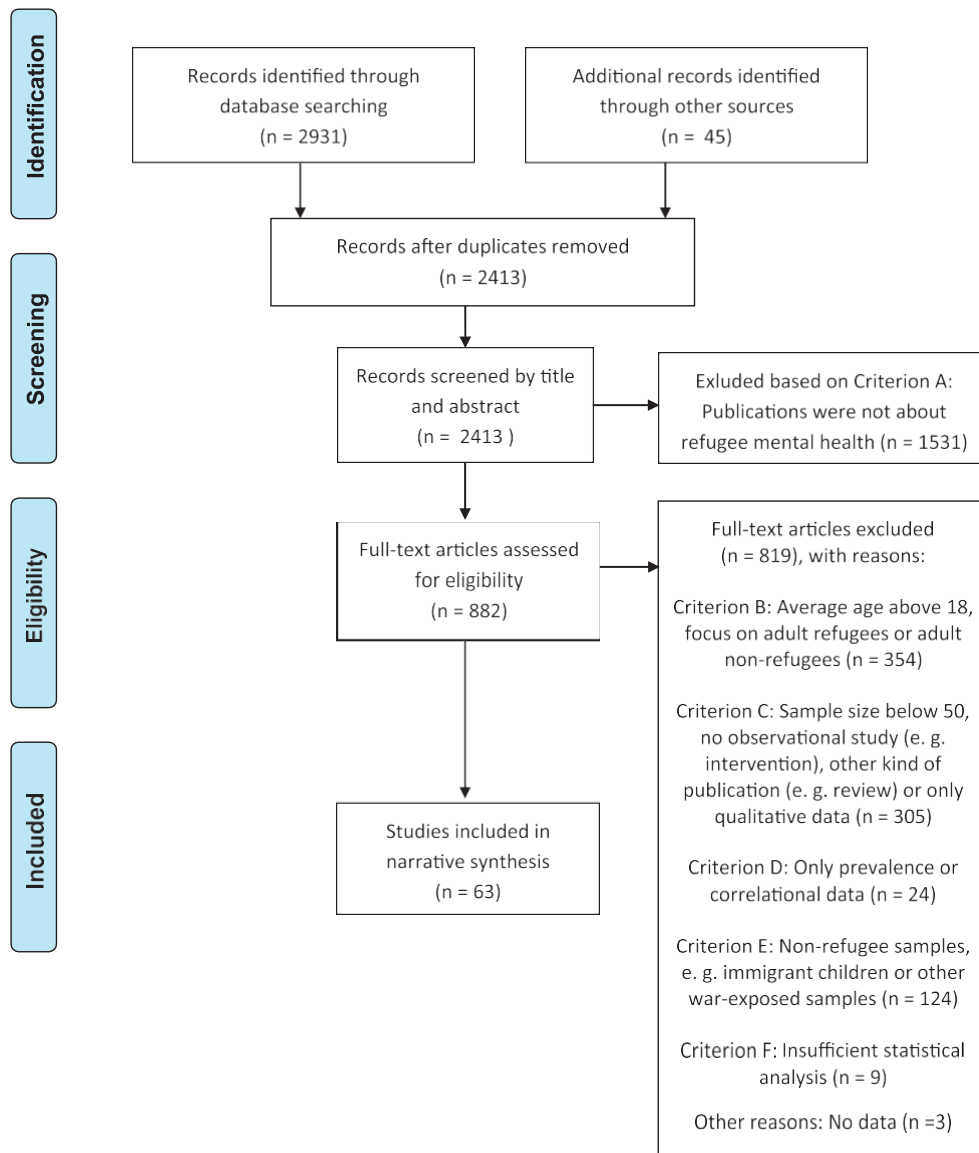 Identification
Records identified through
database searching
(n = 2931)
Additional records identified
through other sources
(n = 45)
Records after duplicates removed
(n = 2413)
Screening
Records screened by title
and abstract
(n = 2413 )
Exluded based on Criterion A:
Publications were not about
refugee mental health (n = 1531)
Eligibility
Full-text articles assessed
for eligibility
(n = 882)
Full-text articles excluded
(n = 819), with reasons:
Criterion B: Average age above 18,
focus on adult refugees or adult
non-refugees (n = 354)
Criterion C: Sample size below 50,
no observational study (e. g.
intervention), other kind of
publication (e. g. review) or only
qualitative data (n = 305)
Criterion D: Only prevalence or
correlational data (n = 24)
Criterion E: Non-refugee samples,
e. g. immigrant children or other
war-exposed samples (n = 124)
Criterion F: Insufficient statistical
analysis (n = 9)
Other reasons: No data (n =3)
Included
Studies included in
narrative synthesis
(n = 63)